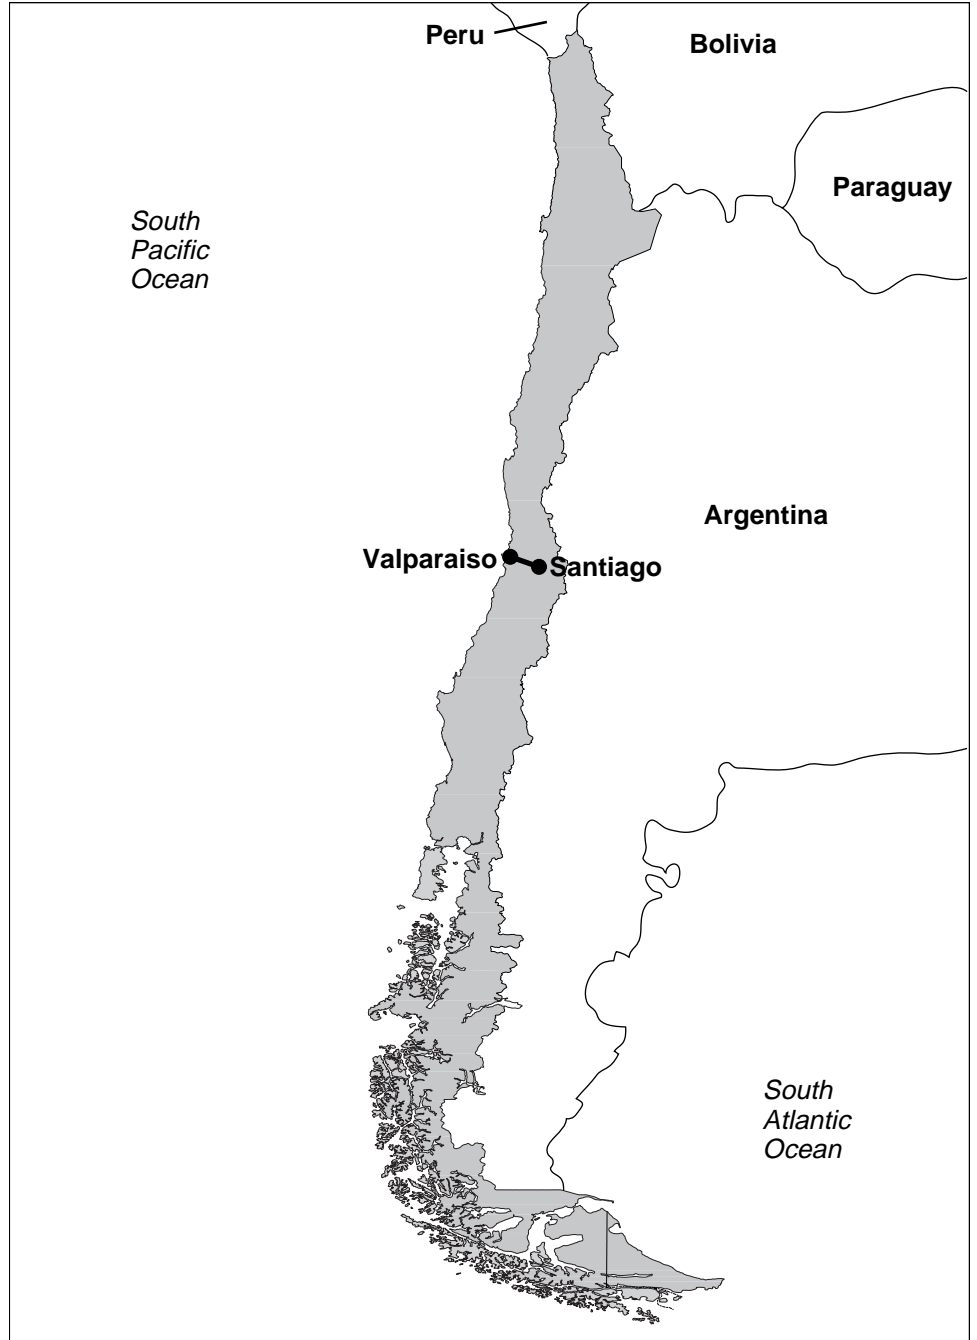 Peru
Bolivia
Paraguay
South
Pacific
Ocean
Argentina
Valparaiso
Santiago
South
Atlantic
Ocean